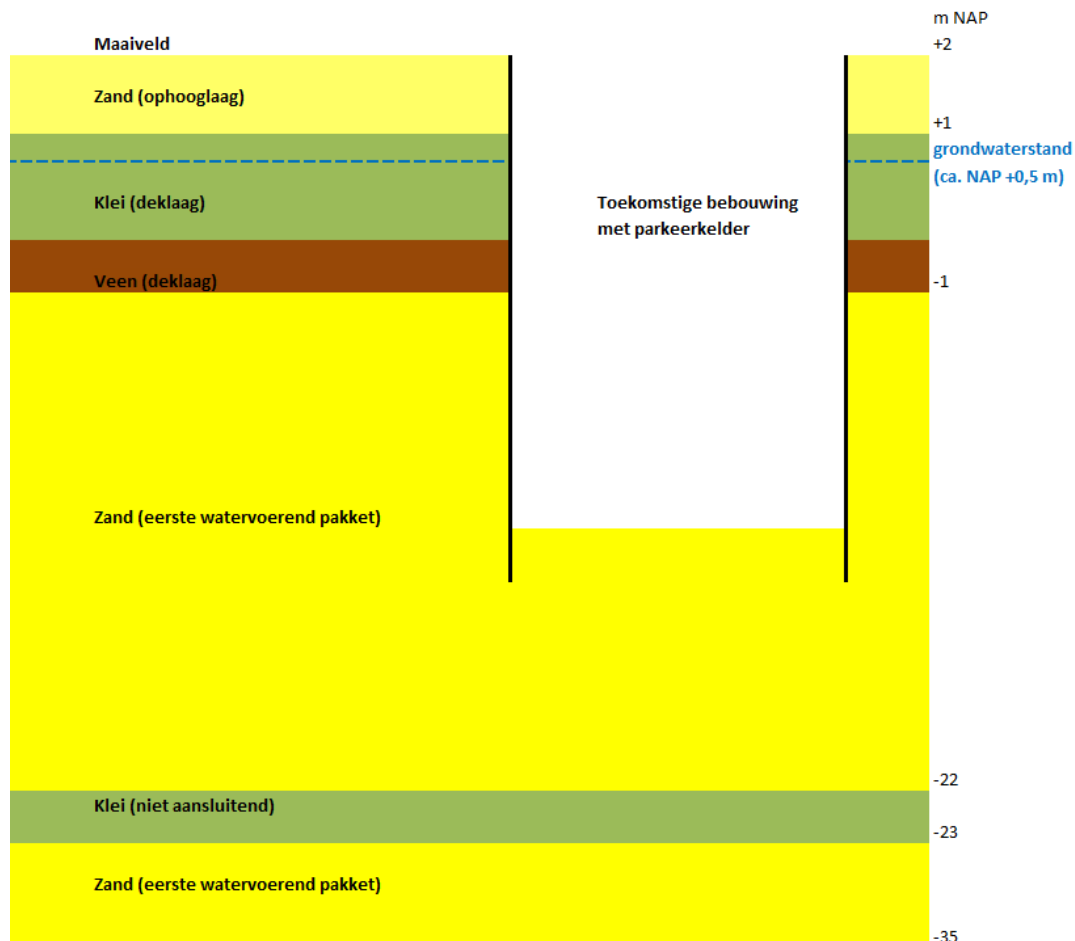 m NAP
Maaiveld
+2
Zand (ophooglaag)
+1
grondwaterstand
(ca. NAP +0,5 m)
Klei (deklaag)
Toekomstige bebouwing
met parkeerkelder
Veen (deklaag)
-1
Zand (eerste watervoerend pakket)
-22
Klei (niet aansluitend)
-23
Zand (eerste watervoerend pakket)
-35